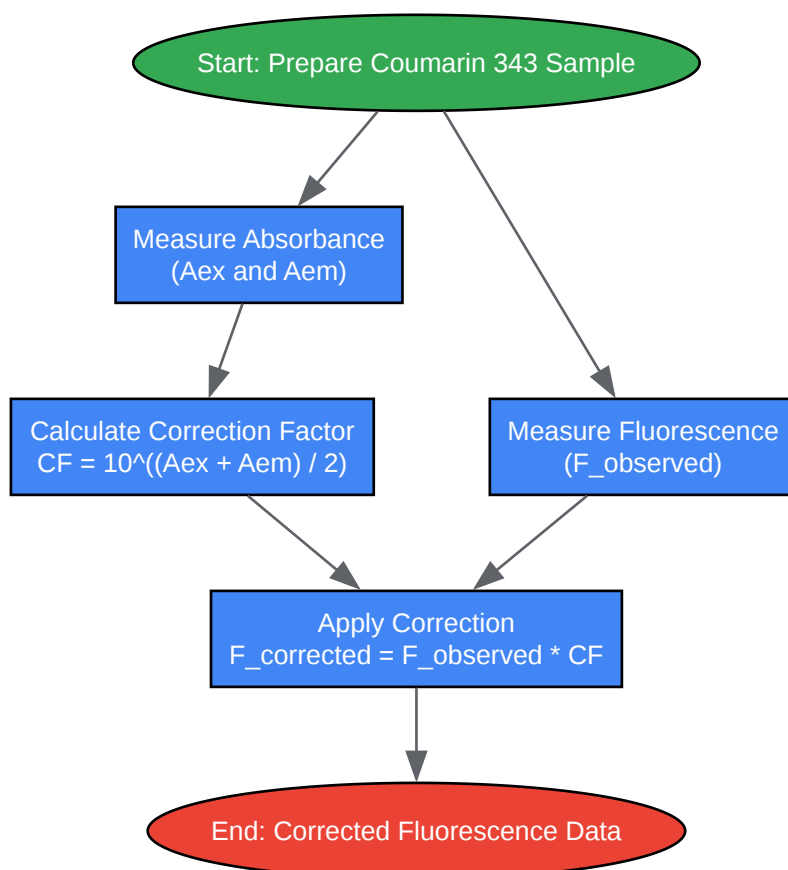 Start: Prepare Coumarin 343 Sample
Measure Absorbance
(Aex and Aem)
Calculate Correction Factor
CF = 10^((Aex + Aem) / 2)
Measure Fluorescence
(F_observed)
Apply Correction
F_corrected = F_observed * CF
End: Corrected Fluorescence Data